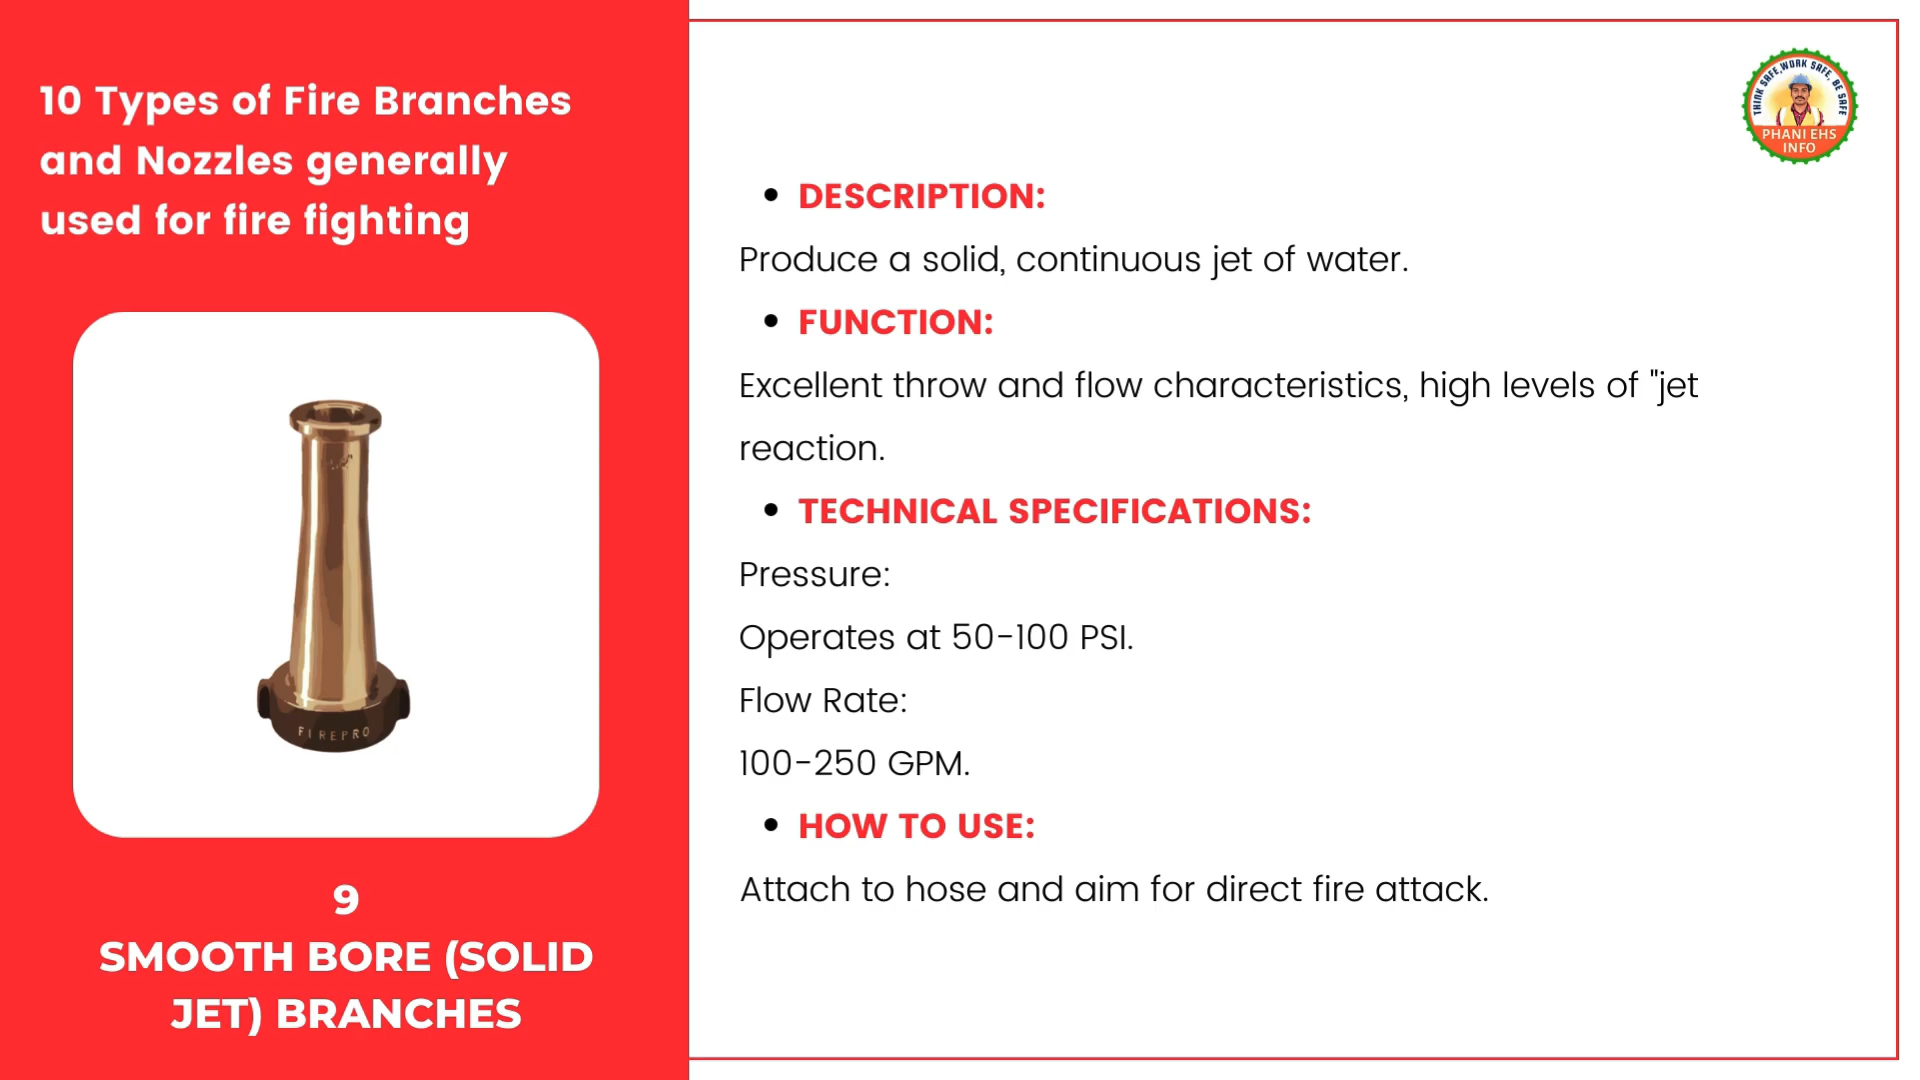 10 Types of Fire Branches
and Nozzles generally
used for fire fighting
FIREPRO
9
SMOOTH BORE (SOLID
JET) BRANCHES
THINK SAFE, WORK SAFE, BE SAFE
PHANI EHS
INFO
• DESCRIPTION:
Produce a solid, continuous jet of water.
• FUNCTION:
Excellent throw and flow characteristics, high levels of "jet
reaction.
• TECHNICAL SPECIFICATIONS:
Pressure:
Operates at 50-100 PSI.
Flow Rate:
100-250 GPM.
• HOW TO USE:
Attach to hose and aim for direct fire attack.